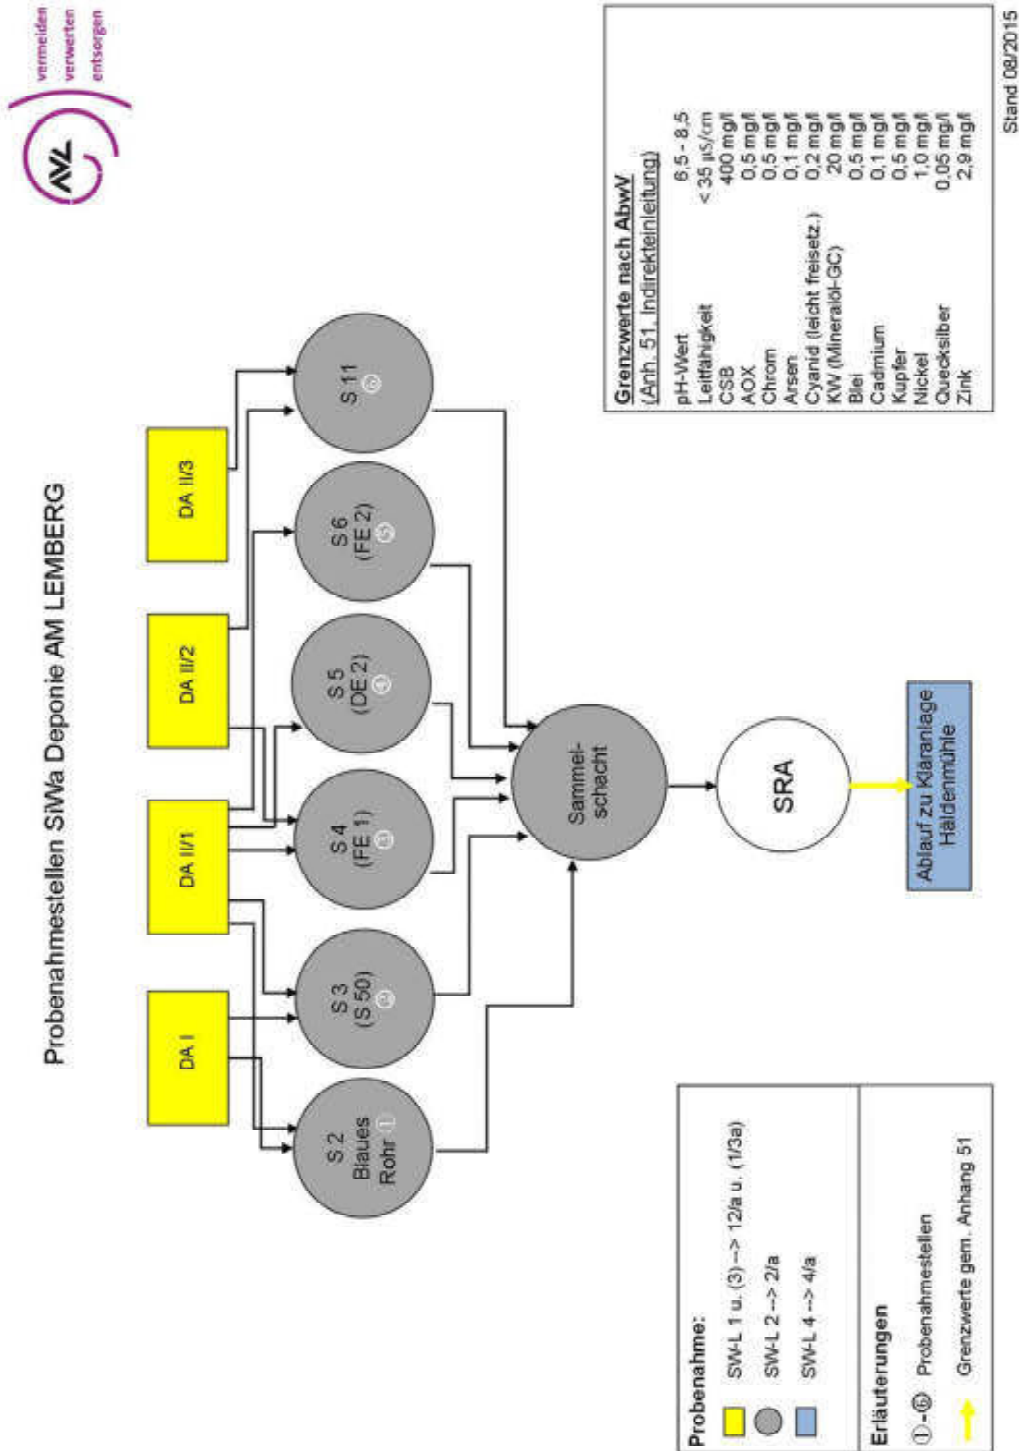 AVL
vermeiden
verwerten
entsorgen
Probenahmestellen SiWa Deponie AM LEMBERG
DA I
DA II/1
DA II/2
DA II/3
S 2
Blaues
Rohr ①
S 3
(S 50)
②
S 4
(FE 1)
③
S 5
(DE 2)
④
S 6
(FE 2)
⑤
S 11
⑥
Sammel-
schacht
SRA
Ablauf zu Kläranlage
Häldenmühle
Probenahme:
SW-L 1 u. (3) --> 12/a u. (1/3a)
SW-L 2 --> 2/a
SW-L 4 --> 4/a
Erläuterungen
①-⑥ Probenahmestellen
Grenzwerte gem. Anhang 51
Grenzwerte nach AbwV
(Anh. 51, Indirekteinleitung)
pH-Wert 6,5 - 8,5
Leitfähigkeit < 35 µS/cm
CSB 400 mg/l
AOX 0,5 mg/l
Chrom 0,5 mg/l
Arsen 0,1 mg/l
Cyanid (leicht freisetz.) 0,2 mg/l
KW (Mineralöl-GC) 20 mg/l
Blei 0,5 mg/l
Cadmium 0,1 mg/l
Kupfer 0,5 mg/l
Nickel 1,0 mg/l
Quecksilber 0,05 mg/l
Zink 2,9 mg/l
Stand 08/2015